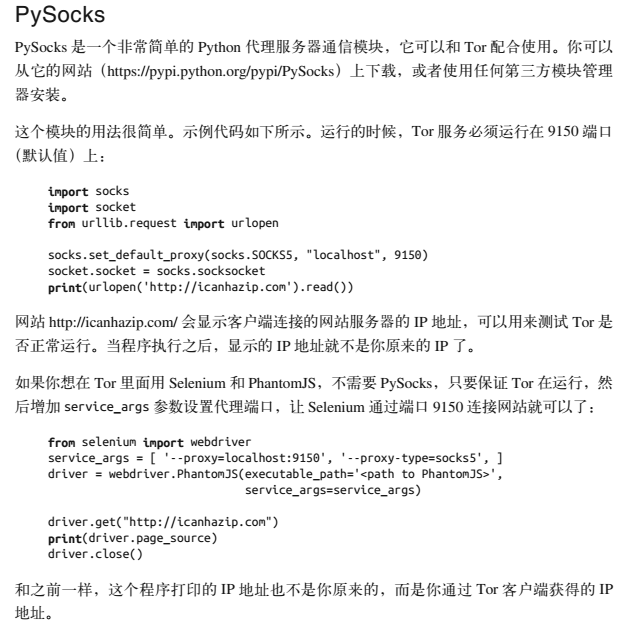 PySocks
PySocks 是一个非常简单的 Python 代理服务器通信模块，它可以和 Tor 配合使用。你可以
从它的网站（https://pypi.python.org/pypi/PySocks）上下载，或者使用任何第三方模块管理
器安装。
这个模块的用法很简单。示例代码如下所示。运行的时候，Tor 服务必须运行在 9150 端口
（默认值）上：
import socks
import socket
from urllib.request import urlopen
socks.set_default_proxy(socks.SOCKS5, "localhost", 9150)
socket.socket = socks.socksocket
print(urlopen('http://icanhazip.com').read())
网站 http://icanhazip.com/ 会显示客户端连接的网站服务器的 IP 地址，可以用来测试 Tor 是
否正常运行。当程序执行之后，显示的 IP 地址就不是你原来的 IP 了。
如果你想在 Tor 里面用 Selenium 和 PhantomJS，不需要 PySocks，只要保证 Tor 在运行，然
后增加 service_args 参数设置代理端口，让 Selenium 通过端口 9150 连接网站就可以了：
from selenium import webdriver
service_args = [ '--proxy=localhost:9150', '--proxy-type=socks5', ]
driver = webdriver.PhantomJS(executable_path='<path to PhantomJS>',
service_args=service_args)
driver.get("http://icanhazip.com")
print(driver.page_source)
driver.close()
和之前一样，这个程序打印的 IP 地址也不是你原来的，而是你通过 Tor 客户端获得的 IP
地址。